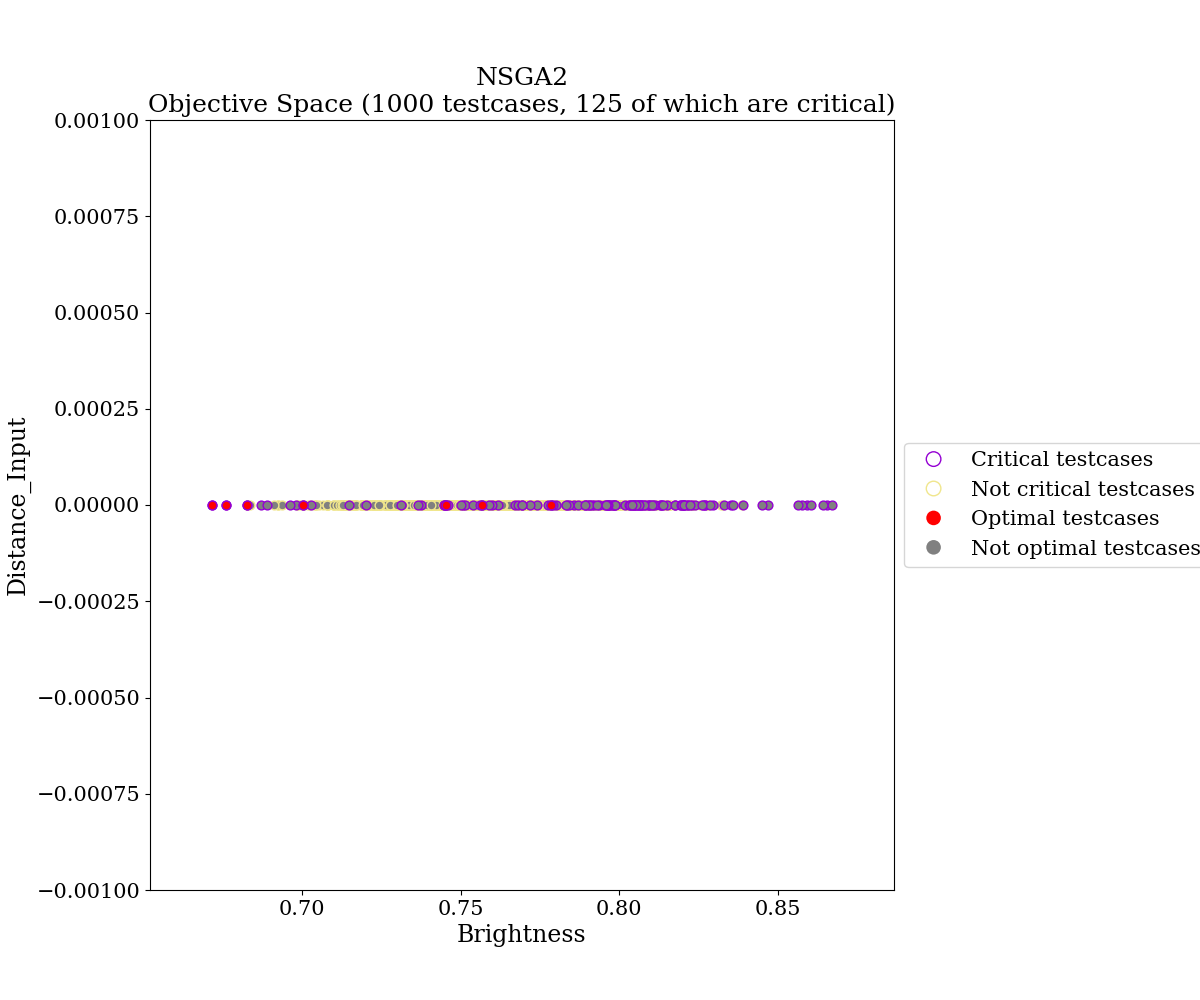 NSGA2
Objective Space (1000 testcases, 125 of which are critical)
0.00100
0.00075
0.00050
0.00025
0.00000
−0.00025
−0.00050
−0.00075
−0.00100
Distance_Input
0.70
0.75
0.80
0.85
Brightness
Critical testcases
Not critical testcases
Optimal testcases
Not optimal testcases